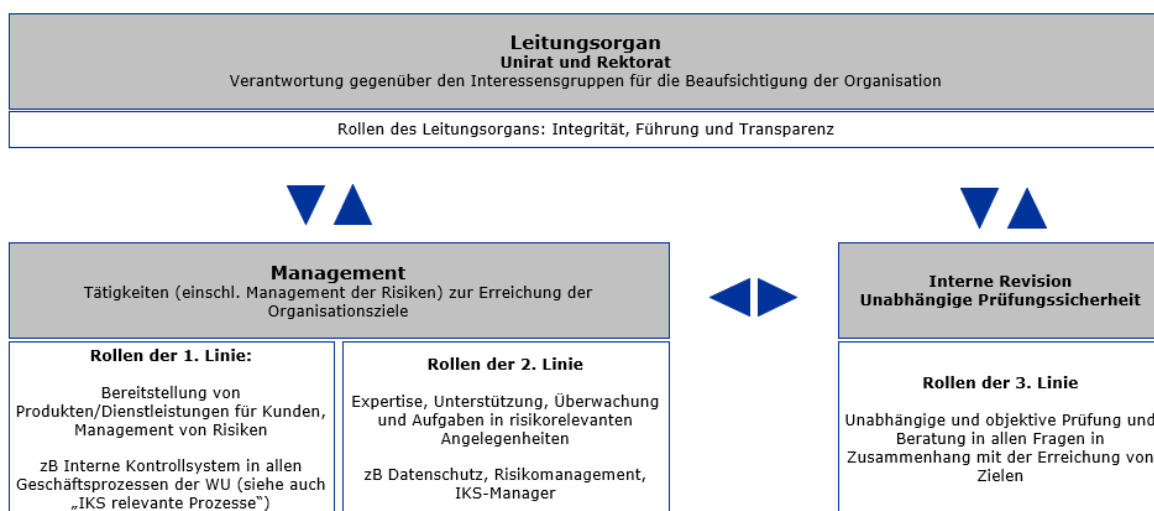 Leitungsorgan
Unirat und Rektorat
Verantwortung gegenüber den Interessensgruppen für die Beaufsichtigung der Organisation
Rollen des Leitungsorgans: Integrität, Führung und Transparenz
Management
Tätigkeiten (einschl. Management der Risiken) zur Erreichung der
Organisationsziele
Rollen der 1. Linie:
Bereitstellung von
Produkten/Dienstleistungen für Kunden,
Management von Risiken
zB Interne Kontrollsystem in allen
Geschäftsprozessen der WU (siehe auch
„IKS relevante Prozesse“)
Rollen der 2. Linie
Expertise, Unterstützung, Überwachung
und Aufgaben in risikorelevanten
Angelegenheiten
zB Datenschutz, Risikomanagement,
IKS-Manager
Interne Revision
Unabhängige Prüfungssicherheit
Rollen der 3. Linie
Unabhängige und objektive Prüfung und
Beratung in allen Fragen in
Zusammenhang mit der Erreichung von
Zielen